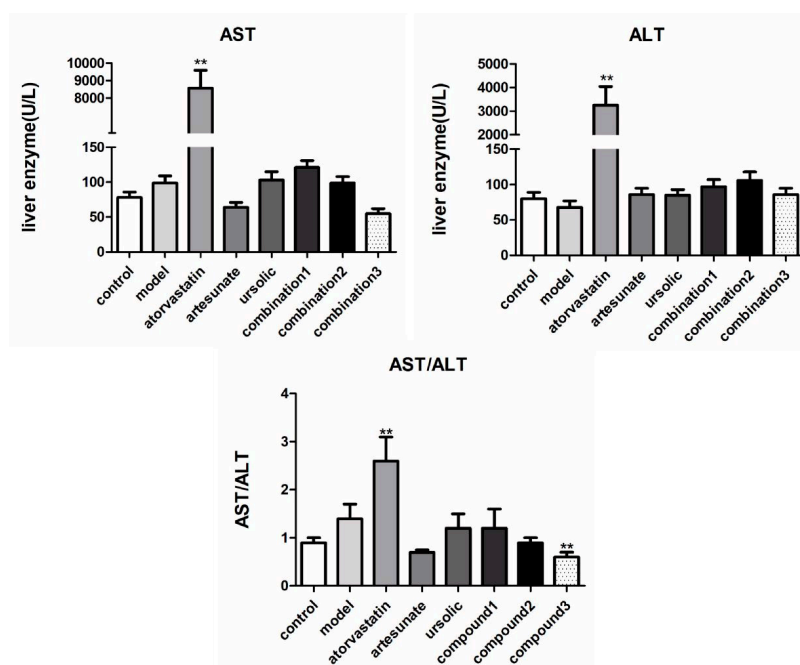 AST
liver enzyme(U/L)
10000
9000
8000
150
100
50
0
**
control
model
atorvastatin
artesunate
ursolic
combination1
combination2
combination3
ALT
liver enzyme(U/L)
5000
4000
3000
2000
150
100
50
0
**
control
model
atorvastatin
artesunate
ursolic
combination1
combination2
combination3
AST/ALT
AST/ALT
4
3
2
1
0
**
**
control
model
atorvastatin
artesunate
ursolic
compound1
compound2
compound3